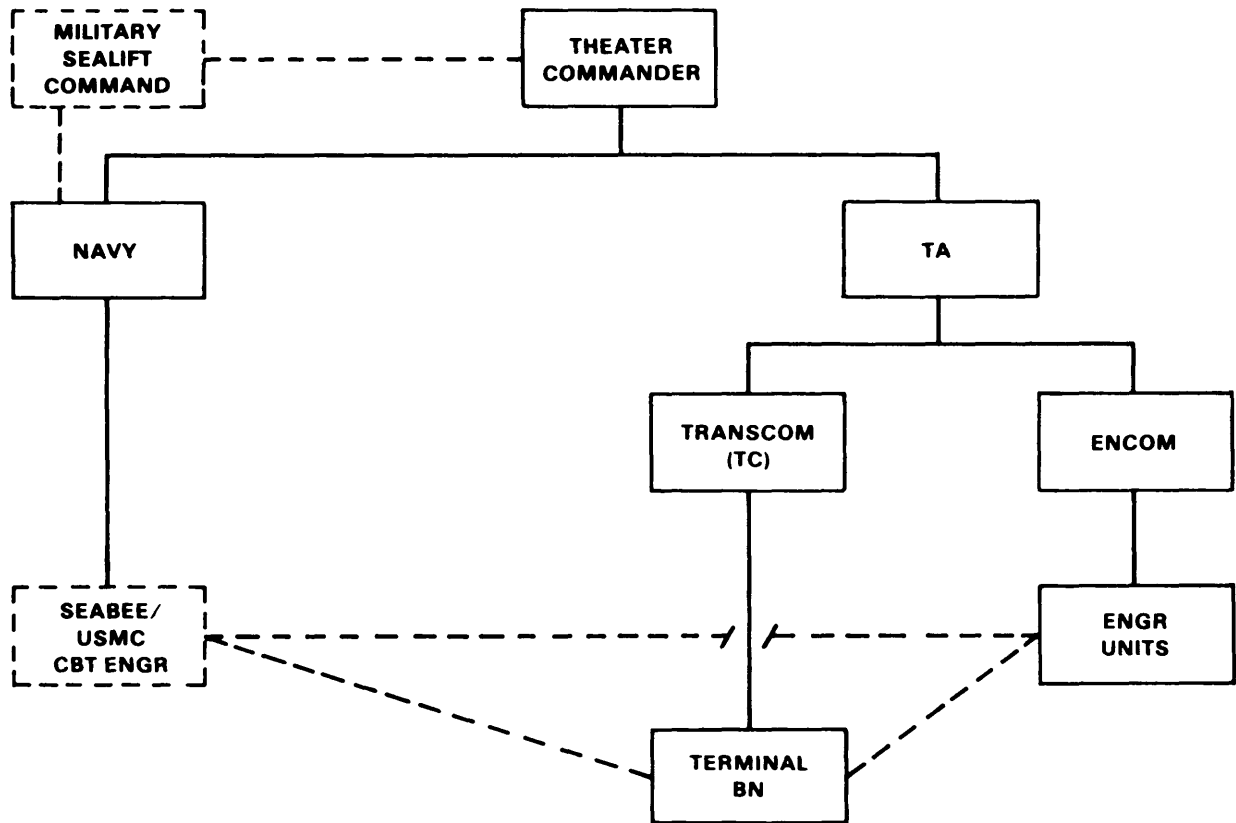 MILITARY
SEALIFT
COMMAND
THEATER
COMMANDER
NAVY
TA
TRANSCOM
(TC)
ENCOM
SEABEE/
USMC
CBT ENGR
ENGR
UNITS
TERMINAL
BN